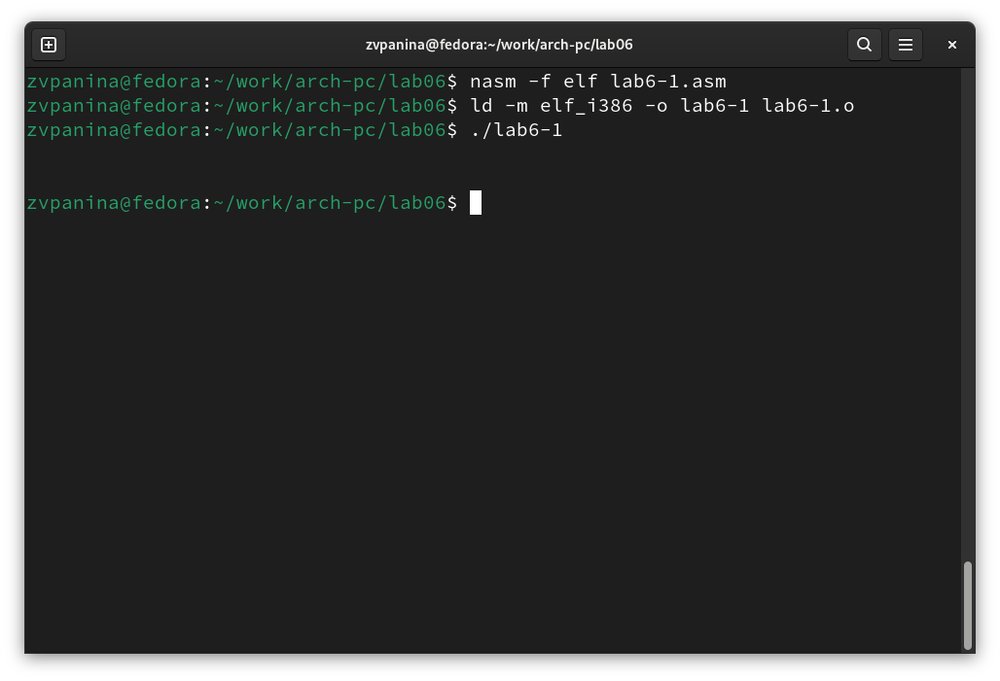 zvpanina@fedora:~/work/arch-pc/lab06
zvpanina@fedora:~/work/arch-pc/lab06$ nasm -f elf lab6-1.asm
zvpanina@fedora:~/work/arch-pc/lab06$ ld -m elf_i386 -o lab6-1 lab6-1.o
zvpanina@fedora:~/work/arch-pc/lab06$ ./lab6-1
zvpanina@fedora:~/work/arch-pc/lab06$